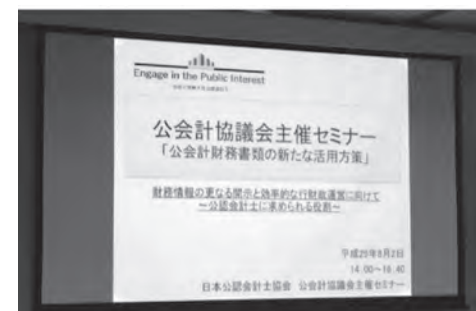 Engage in the Public Interest
公会計協議会主催セミナー
「公会計財務書類の新たな活用方策」
財務情報の更なる開示と効率的な行財政運営に向けて
～公認会計士に求められる役割～
平成29年8月2日
14:00～16:40
日本公認会計士協会 公会計協議会主催セミナー